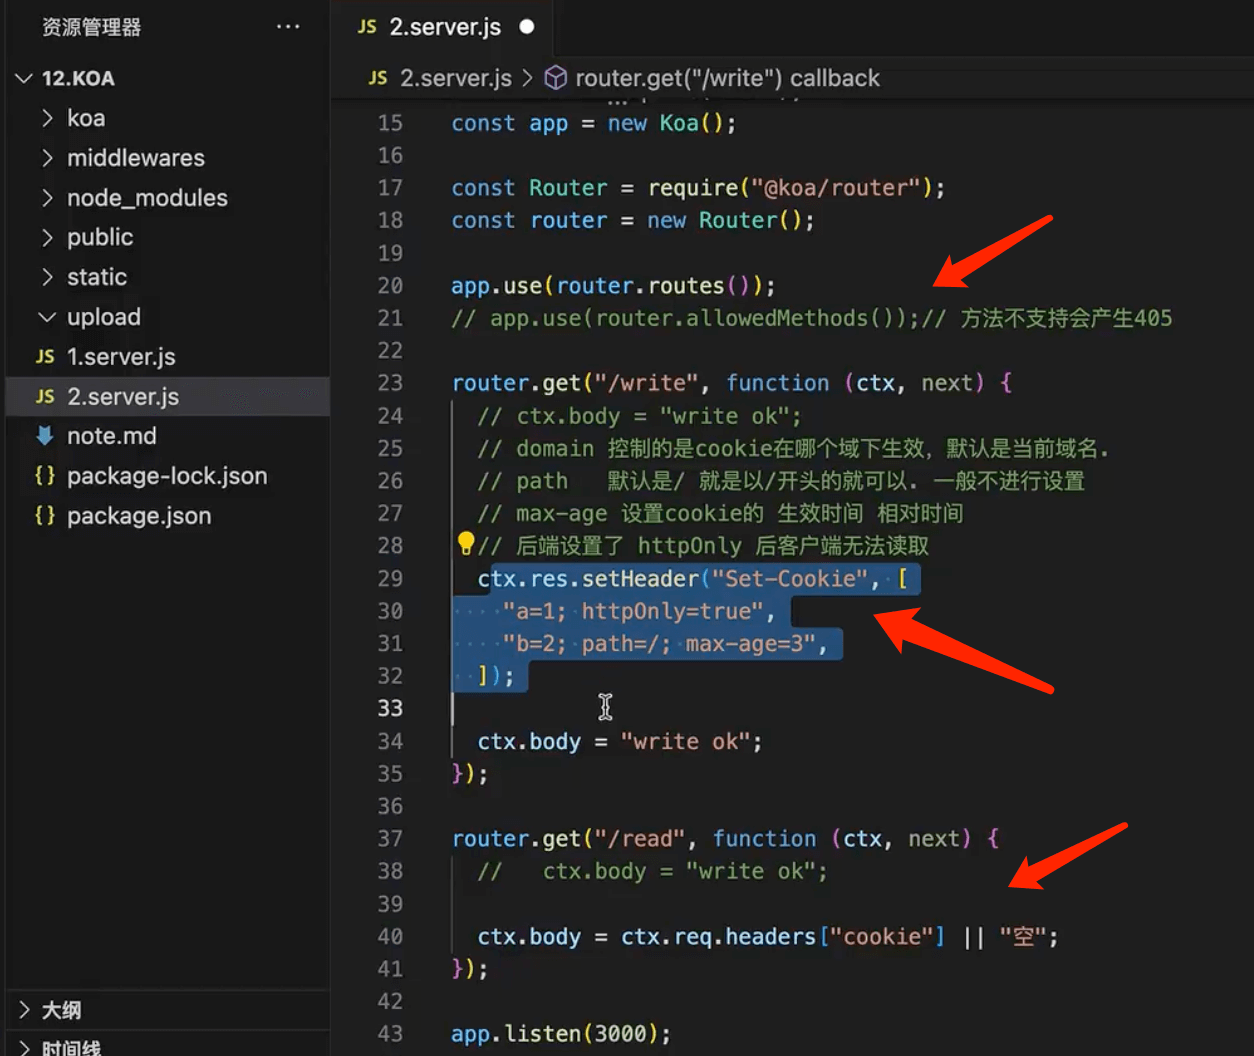 资源管理器 ···
12.KOA
koa
middlewares
node_modules
public
static
upload
JS 1.server.js
JS 2.server.js
note.md
{} package-lock.json
{} package.json
大纲
时间线
JS 2.server.js ●
JS 2.server.js > router.get("/write") callback
15 const app = new Koa();
16
17 const Router = require("@koa/router");
18 const router = new Router();
19
20 app.use(router.routes());
21 // app.use(router.allowedMethods());// 方法不支持会产生405
22
23 router.get("/write", function (ctx, next) {
24 // ctx.body = "write ok";
25 // domain 控制的是cookie在哪个域下生效，默认是当前域名.
26 // path 默认是/ 就是以/开头的就可以. 一般不进行设置
27 // max-age 设置cookie的 生效时间 相对时间
28 // 后端设置了 httpOnly 后客户端无法读取
29 ctx.res.setHeader("Set-Cookie", [
30 "a=1; httpOnly=true",
31 "b=2; path=/; max-age=3",
32 ]);
33
34 ctx.body = "write ok";
35 });
36
37 router.get("/read", function (ctx, next) {
38 // ctx.body = "write ok";
39
40 ctx.body = ctx.req.headers["cookie"] || "空";
41 });
42
43 app.listen(3000);